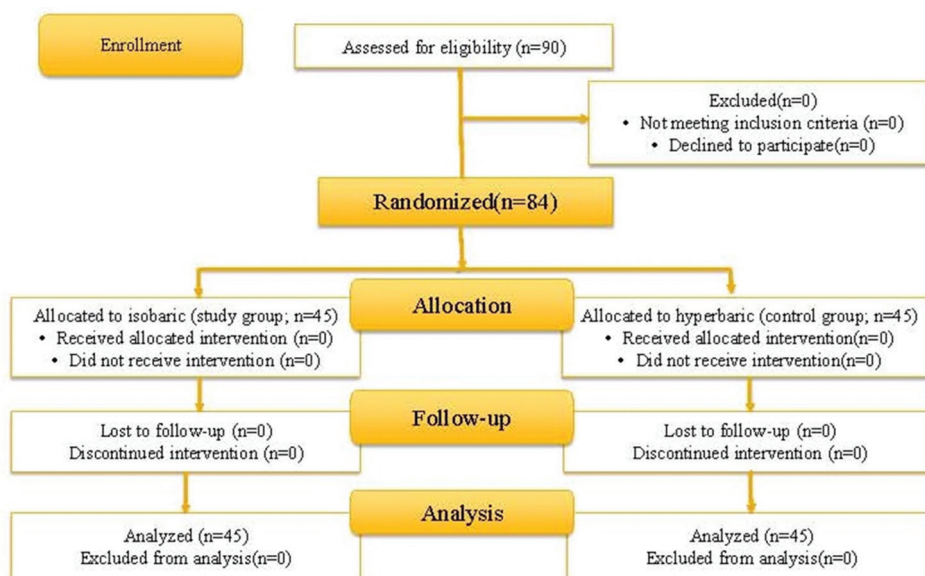 Enrollment
Assessed for eligibility (n=90)
Excluded(n=0)
• Not meeting inclusion criteria (n=0)
• Declined to participate(n=0)
Randomized(n=84)
Allocation
Allocated to isobaric (study group; n=45)
• Received allocated intervention (n=0)
• Did not receive intervention (n=0)
Allocated to hyperbaric (control group; n=45)
• Received allocated intervention(n=0)
• Did not receive intervention(n=0)
Follow-up
Lost to follow-up (n=0)
Discontinued intervention (n=0)
Lost to follow-up (n=0)
Discontinued intervention (n=0)
Analysis
Analyzed (n=45)
Excluded from analysis(n=0)
Analyzed (n=45)
Excluded from analysis(n=0)